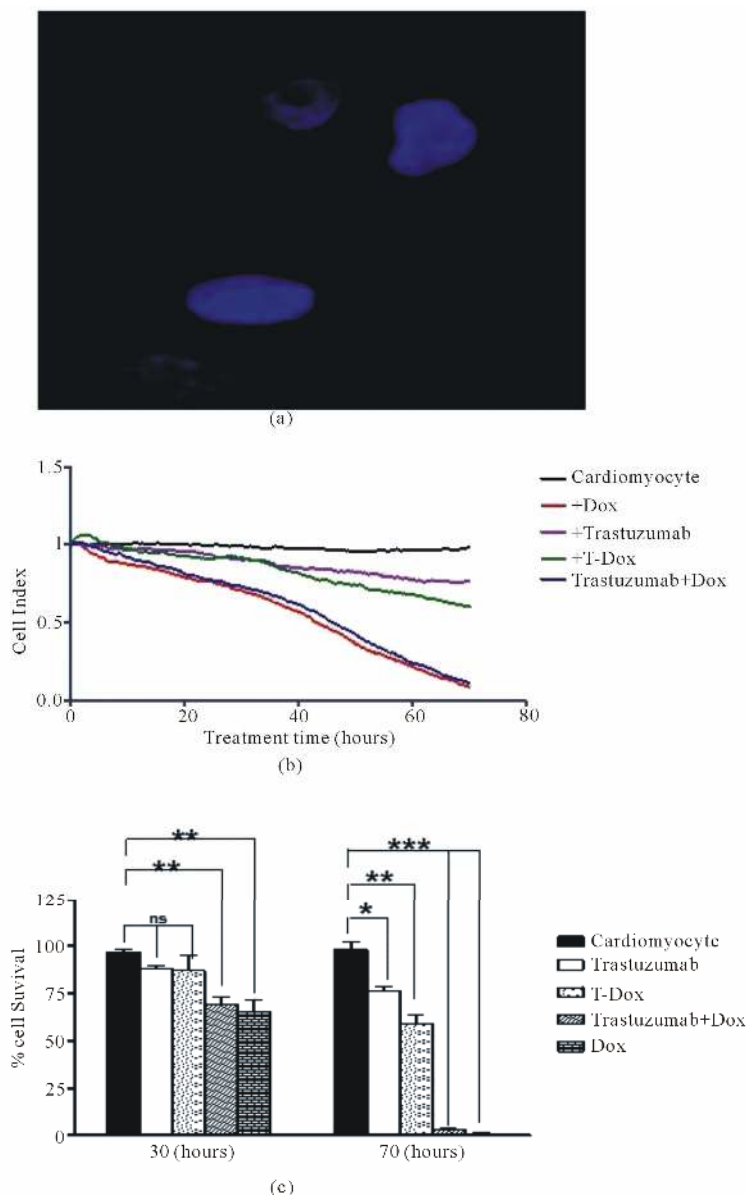 (a)
1.5
1
0.5
0.0
0
20
40
60
80
Cell Index
Treatment time (hours)
Cardiomyocyte
+Dox
+Trastuzumab
+T-Dox
Trastuzumab+Dox
(b)
**
***
**
**
ns
*
125
100
75
50
25
0
% cell Suvival
30 (hours)
70 (hours)
Cardiomyocyte
Trastuzumab
T-Dox
Trastuzumab+Dox
Dox
(c)